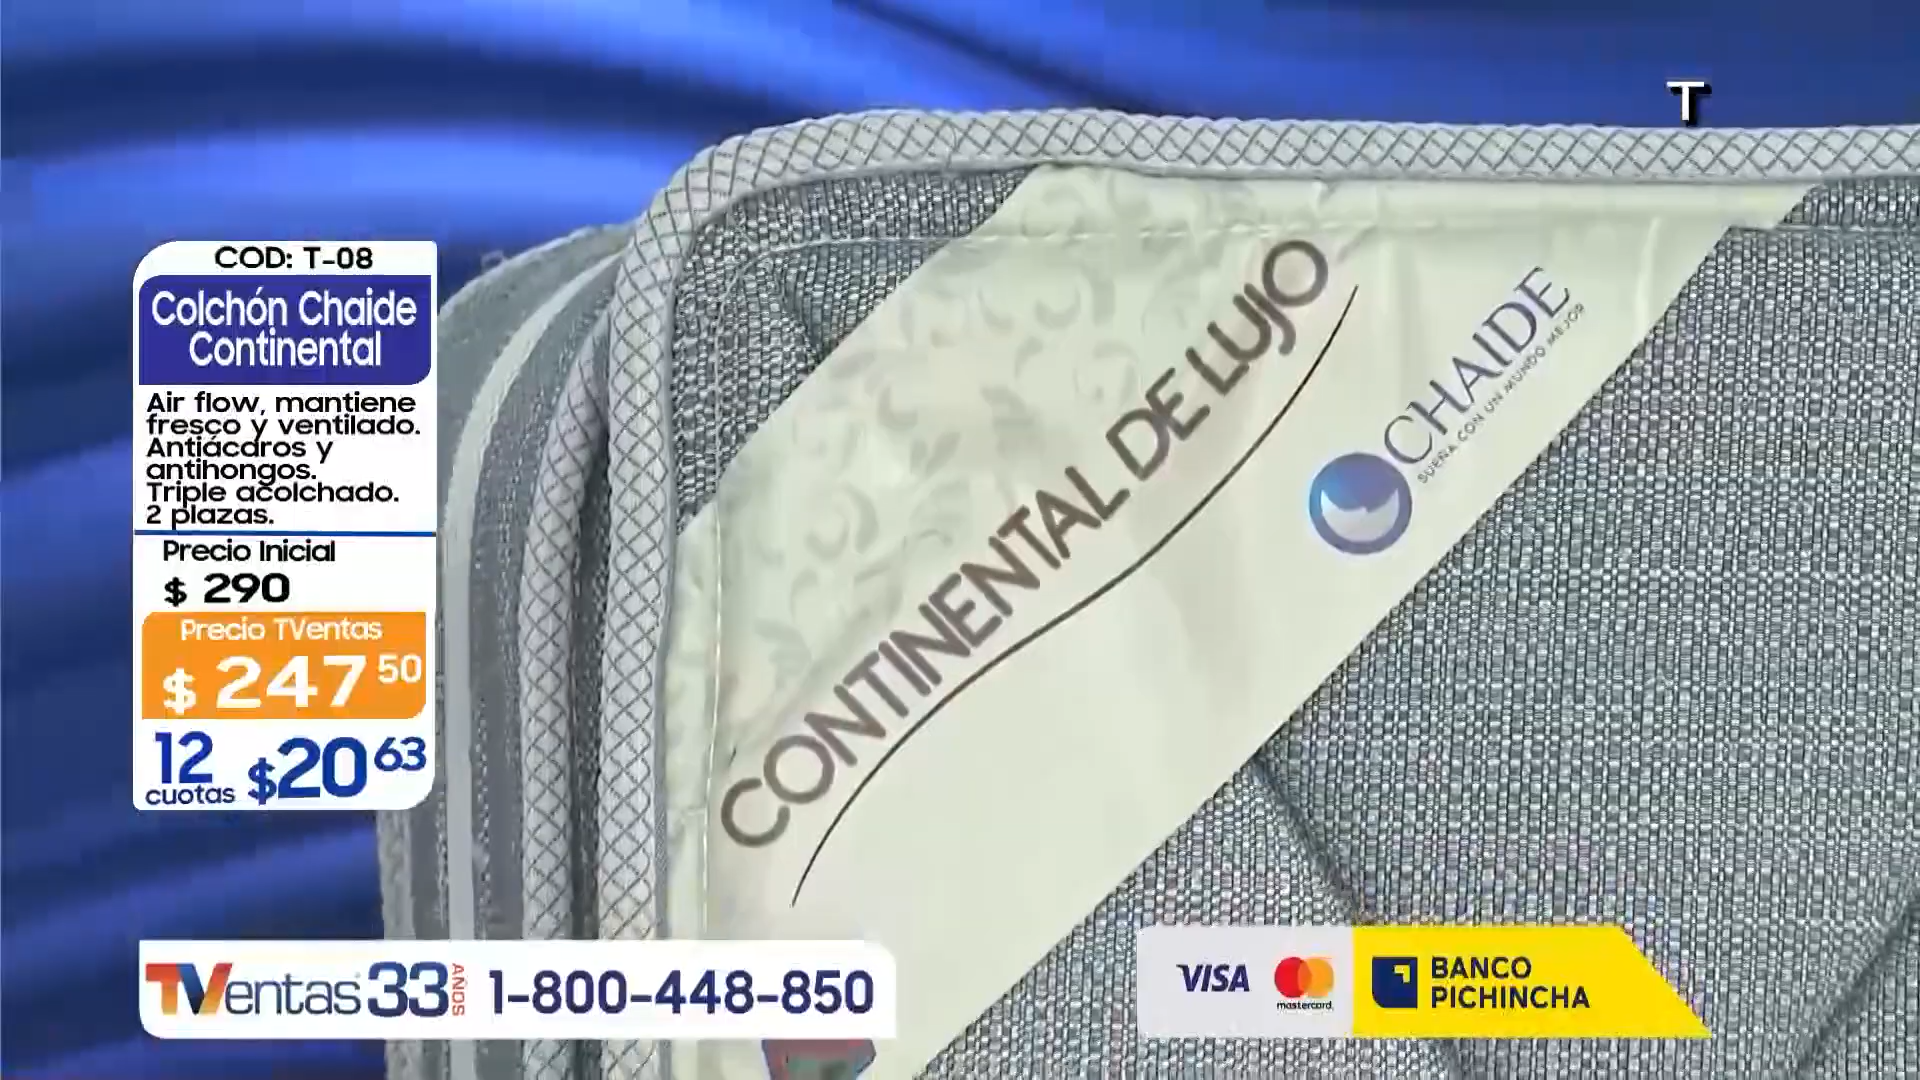 T
COD: T-08
Colchón Chaide
Continental
Air flow, mantiene
fresco y ventilado.
Antiácaros y
antihongos.
Triple acolchado.
2 plazas.
Precio Inicial
$ 290
Precio TVentas
$ 247 50
12 cuotas $20 63
CONTINENTAL DE LUJO
CHAIDE
SUEÑA CON UN MUNDO MEJOR
TVentas 33 AÑOS 1-800-448-850
VISA
mastercard.
BANCO
PICHINCHA